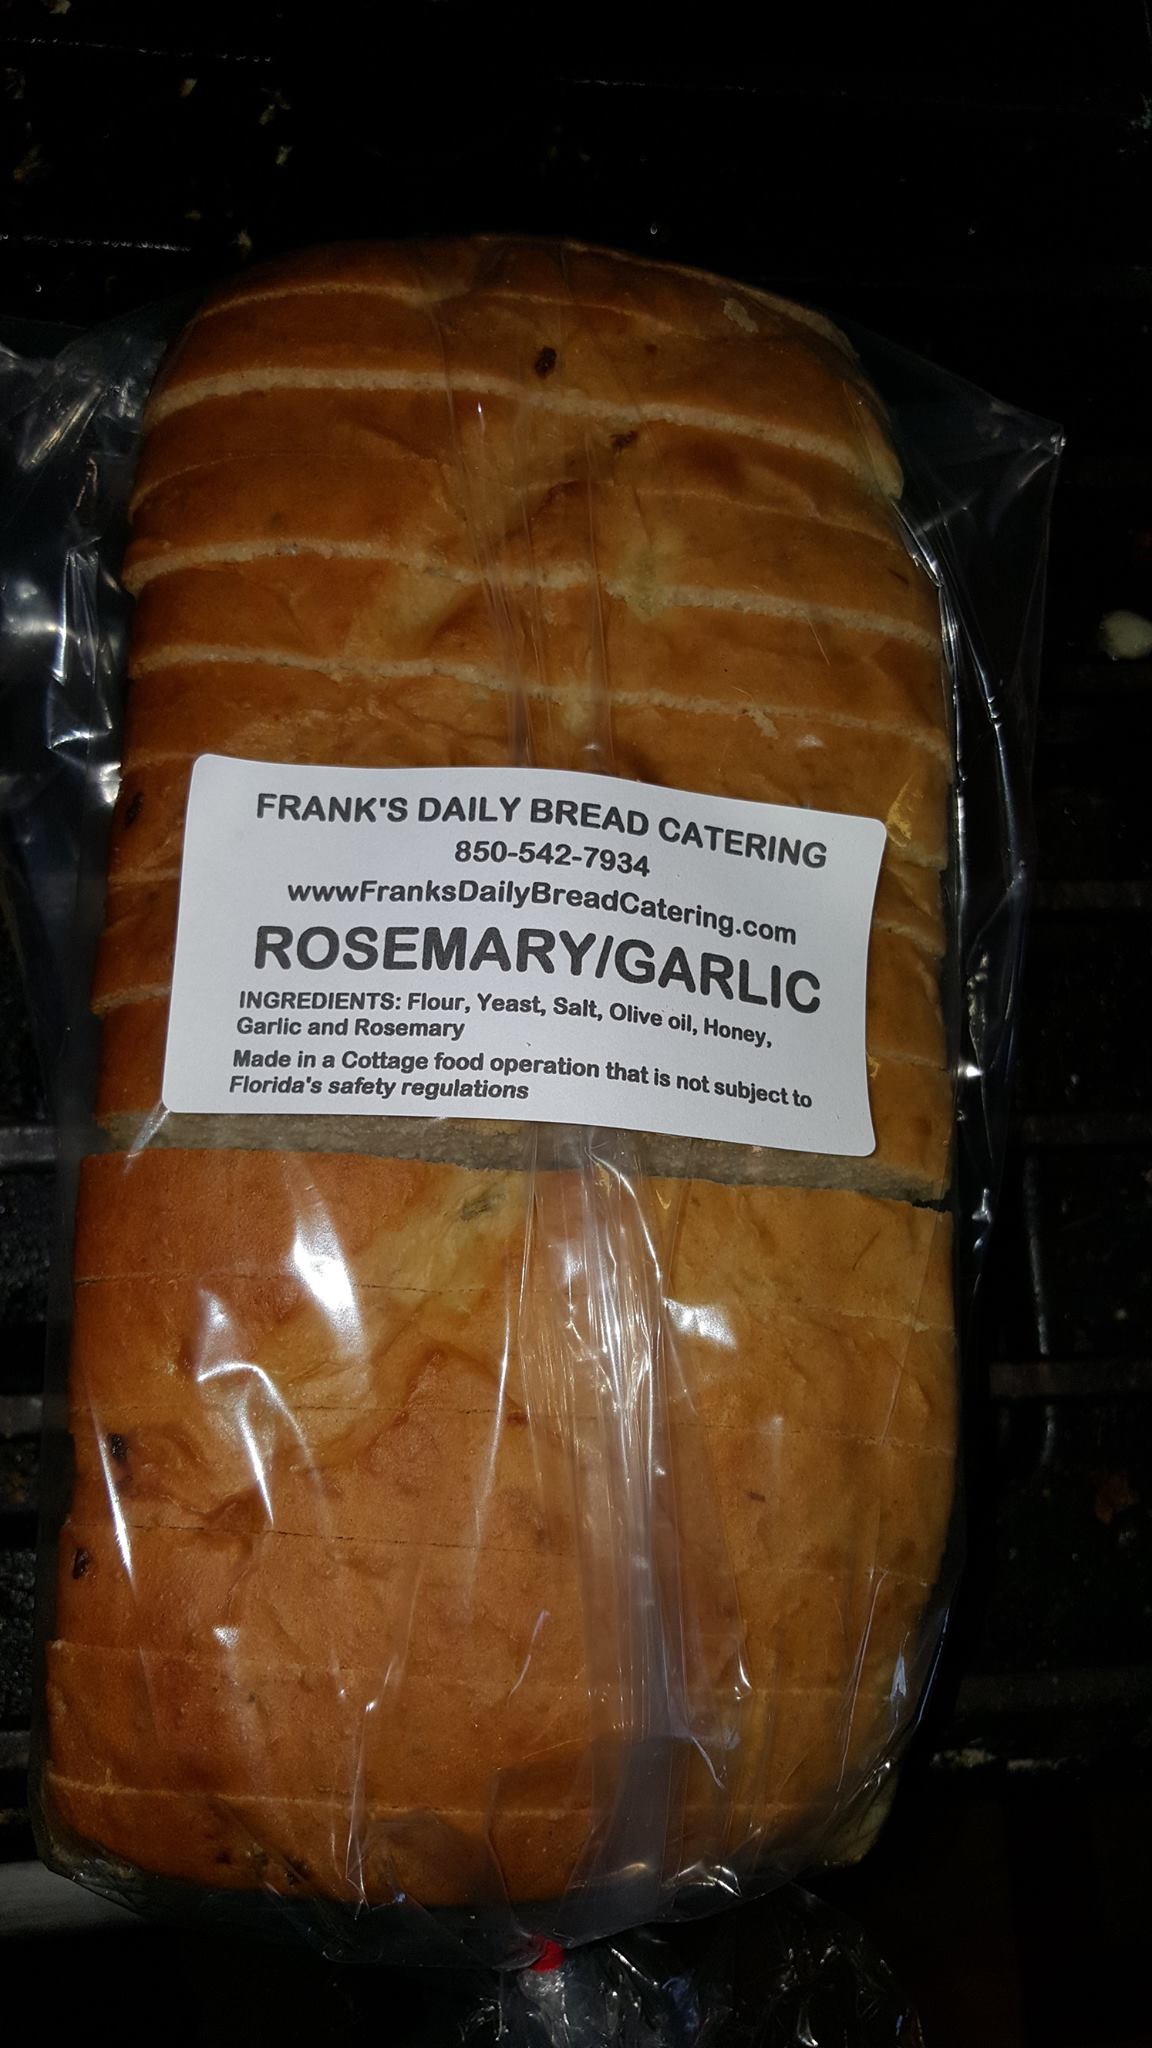 FRANK'S DAILY BREAD CATERING
850-542-7934
wwwFranksDailyBreadCatering.com
ROSEMARY/GARLIC
INGREDIENTS: Flour, Yeast, Salt, Olive oil, Honey,
Garlic and Rosemary
Made in a Cottage food operation that is not subject to
Florida's safety regulations